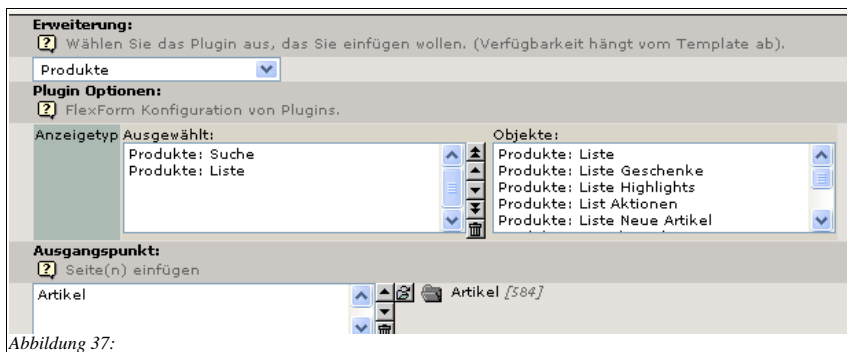 Erweiterung:
Wählen Sie das Plugin aus, das Sie einfügen wollen. (Verfügbarkeit hängt vom Template ab).
Produkte
Plugin Optionen:
FlexForm Konfiguration von Plugins.
Anzeigetyp Ausgewählt: Objekte:
Produkte: Suche
Produkte: Liste
Produkte: Liste
Produkte: Liste Geschenke
Produkte: Liste Highlights
Produkte: List Aktionen
Produkte: Liste Neue Artikel
Ausgangspunkt:
Seite(n) einfügen
Artikel
Artikel [584]
Abbildung 37: